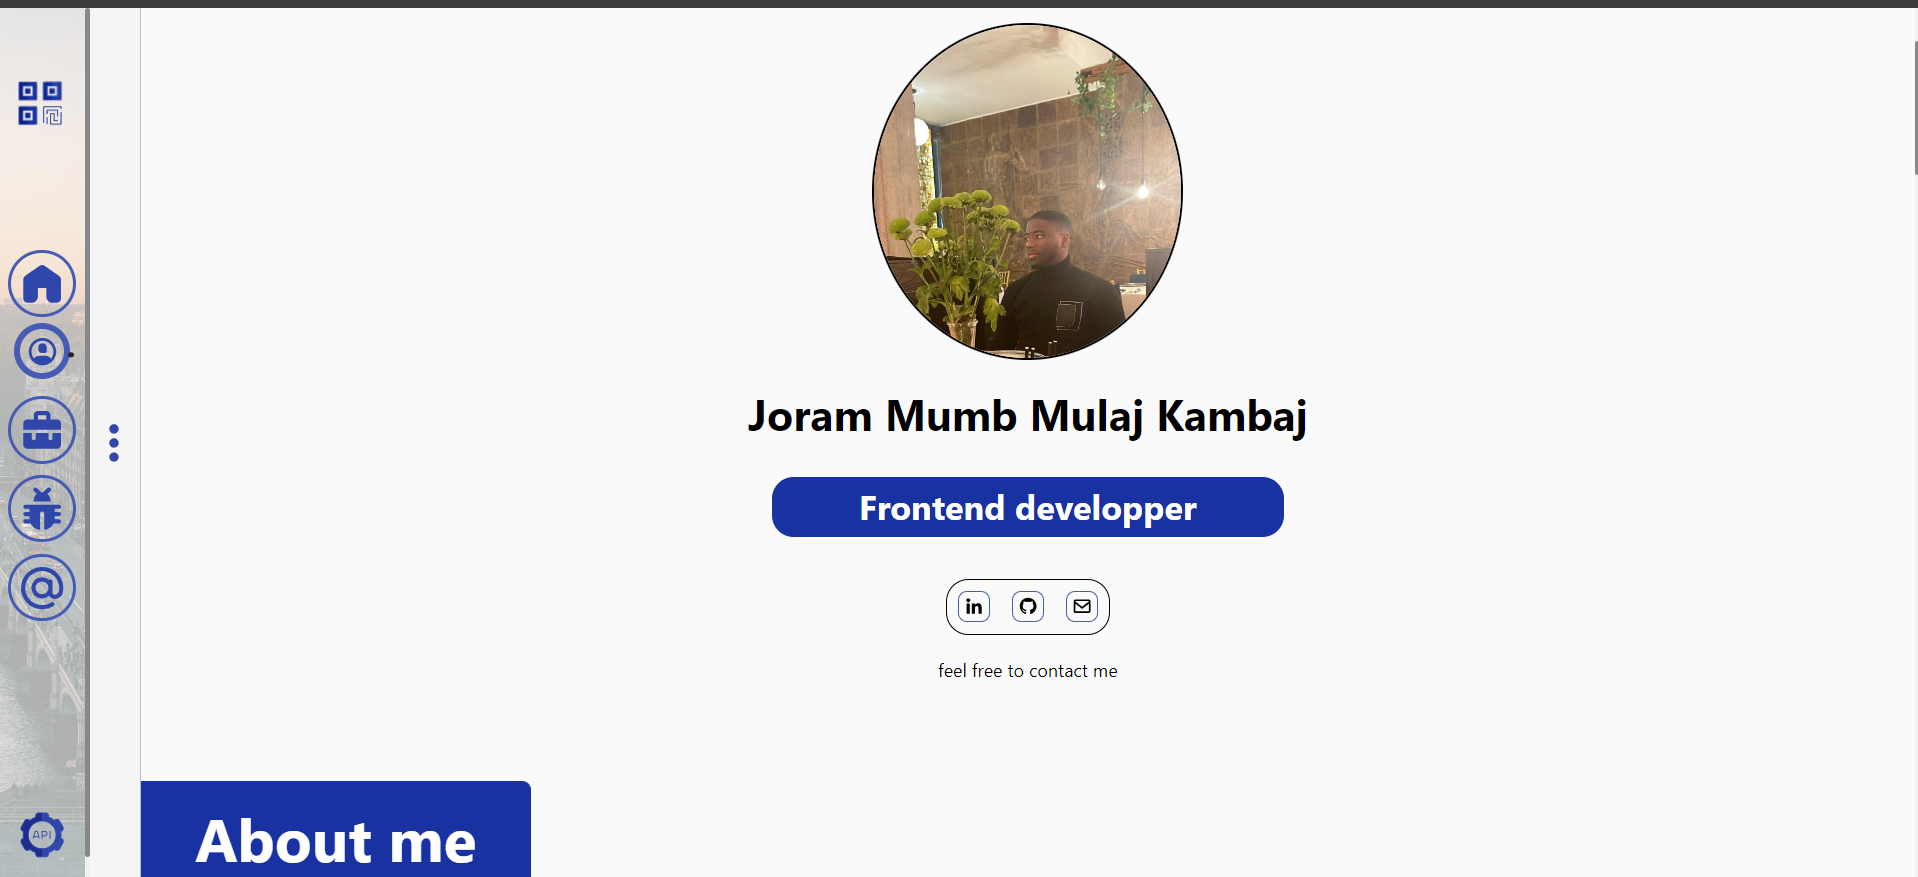 Joram Mumb Mulaj Kambaj
Frontend developper
in
feel free to contact me
About me
API